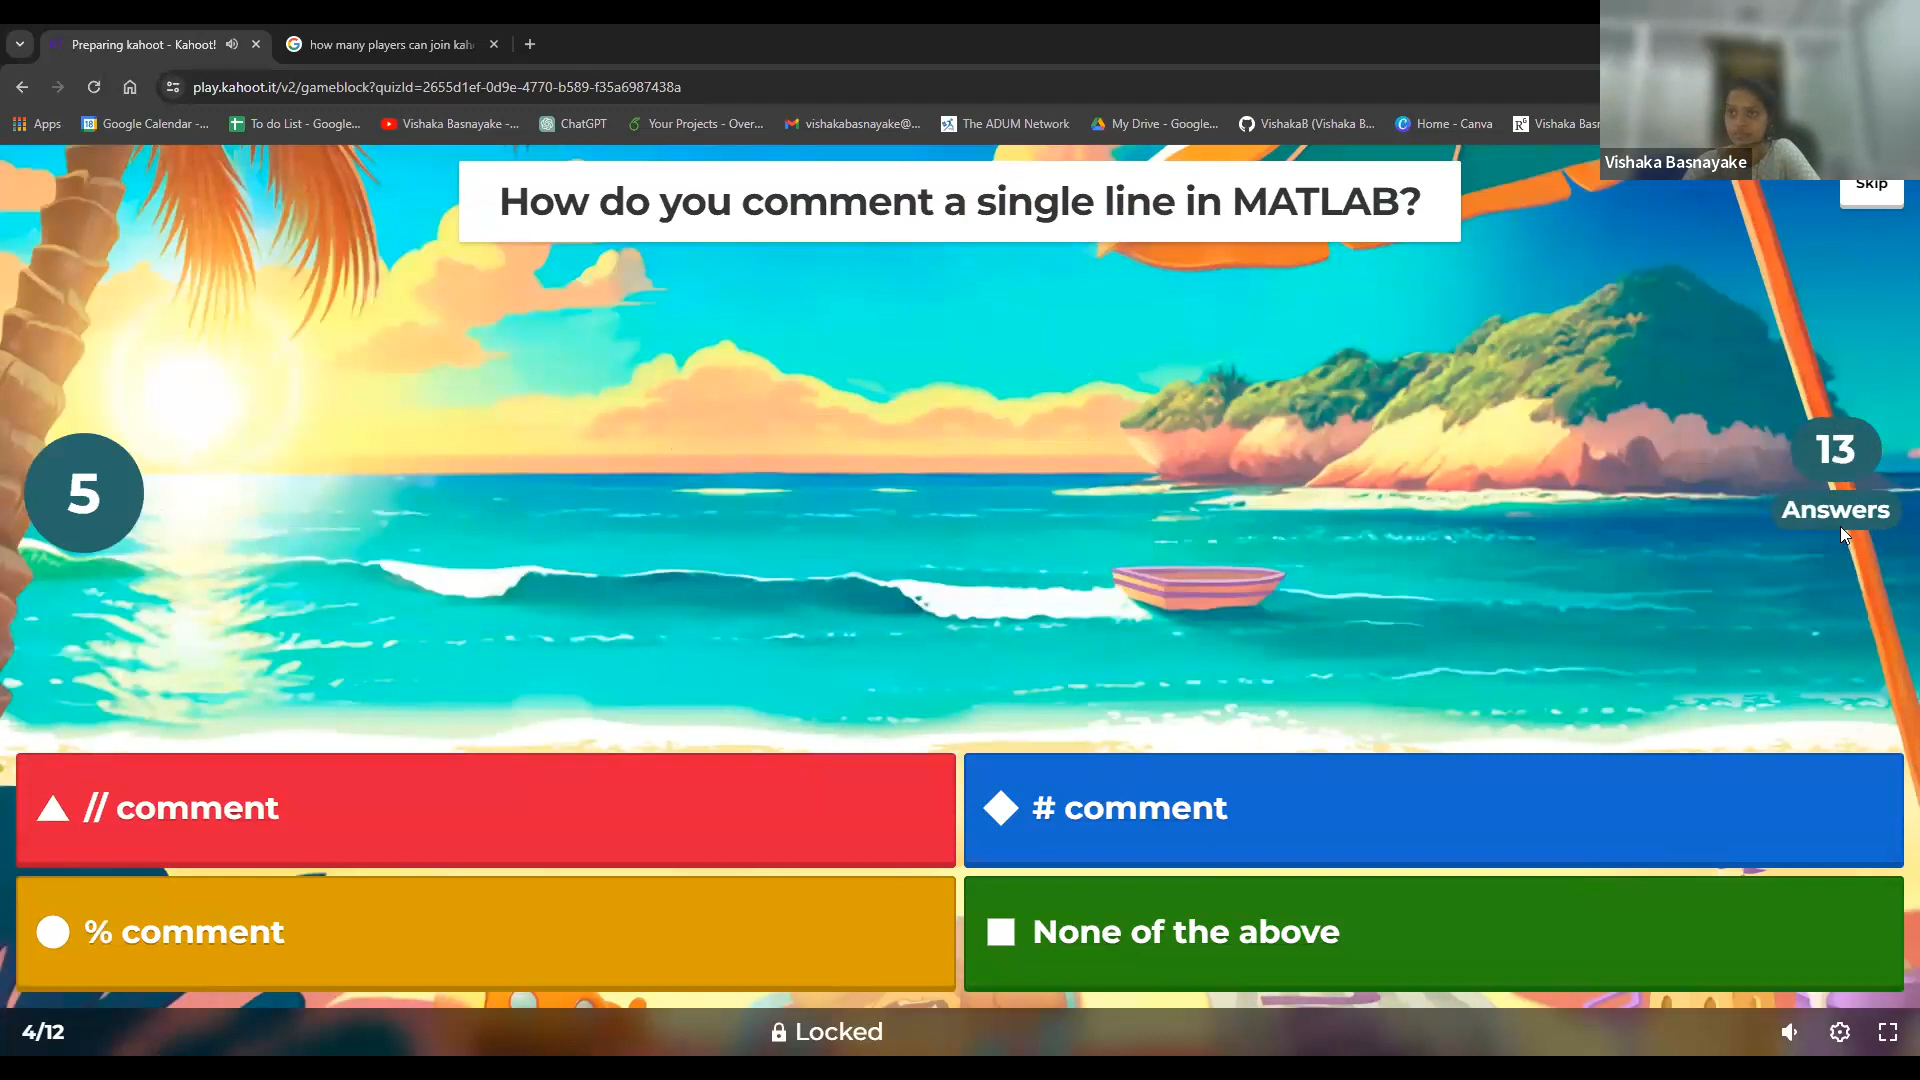 Preparing kahoot - Kahoot!
how many players can join kah
play.kahoot.it/v2/gameblock?quizId=2655d1ef-0d9e-4770-b589-f35a6987438a
Apps
Google Calendar -...
To do List - Google...
Vishaka Basnayake -...
ChatGPT
Your Projects - Over...
vishakabasnayake@...
The ADUM Network
My Drive - Google...
VishakaB (Vishaka B...
Home - Canva
Vishaka Basn
Vishaka Basnayake
Skip
How do you comment a single line in MATLAB?
5
13
Answers
// comment
# comment
% comment
None of the above
4/12
Locked